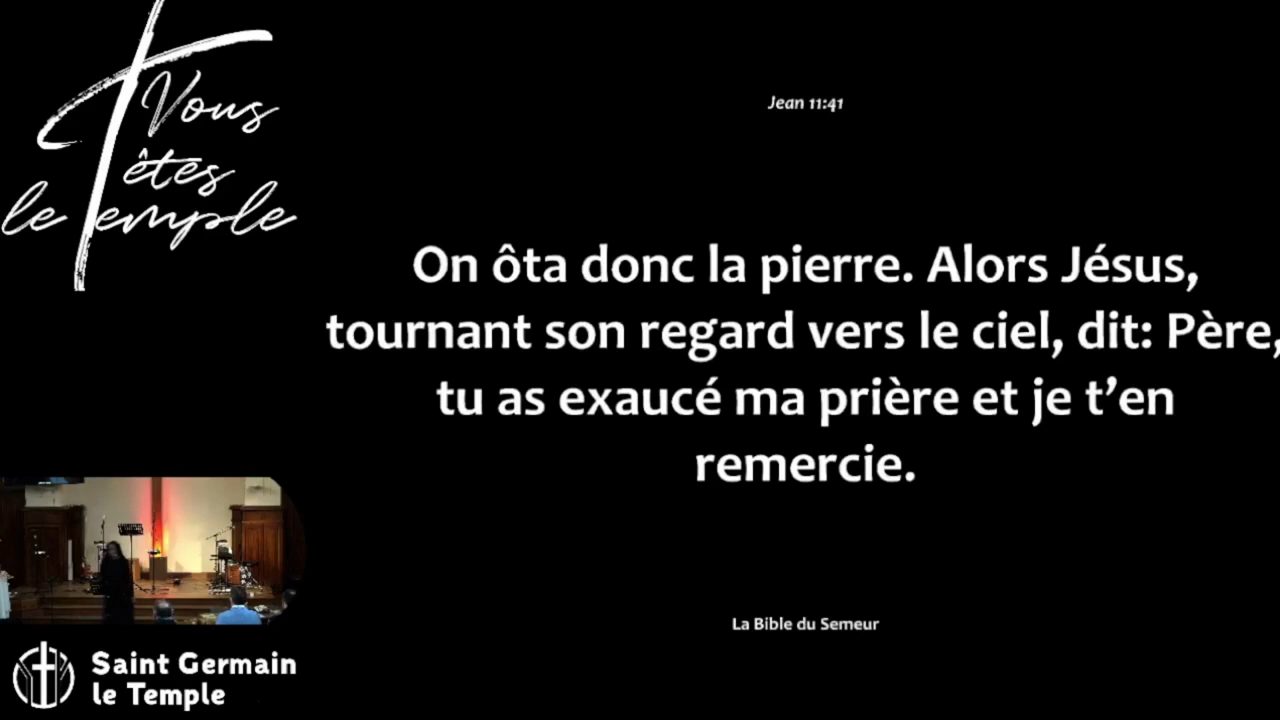 Vous
êtes
le Temple
Jean 11:41
On ôta donc la pierre. Alors Jésus,
tournant son regard vers le ciel, dit: Père,
tu as exaucé ma prière et je t’en
remercie.
La Bible du Semeur
Saint Germain
le Temple